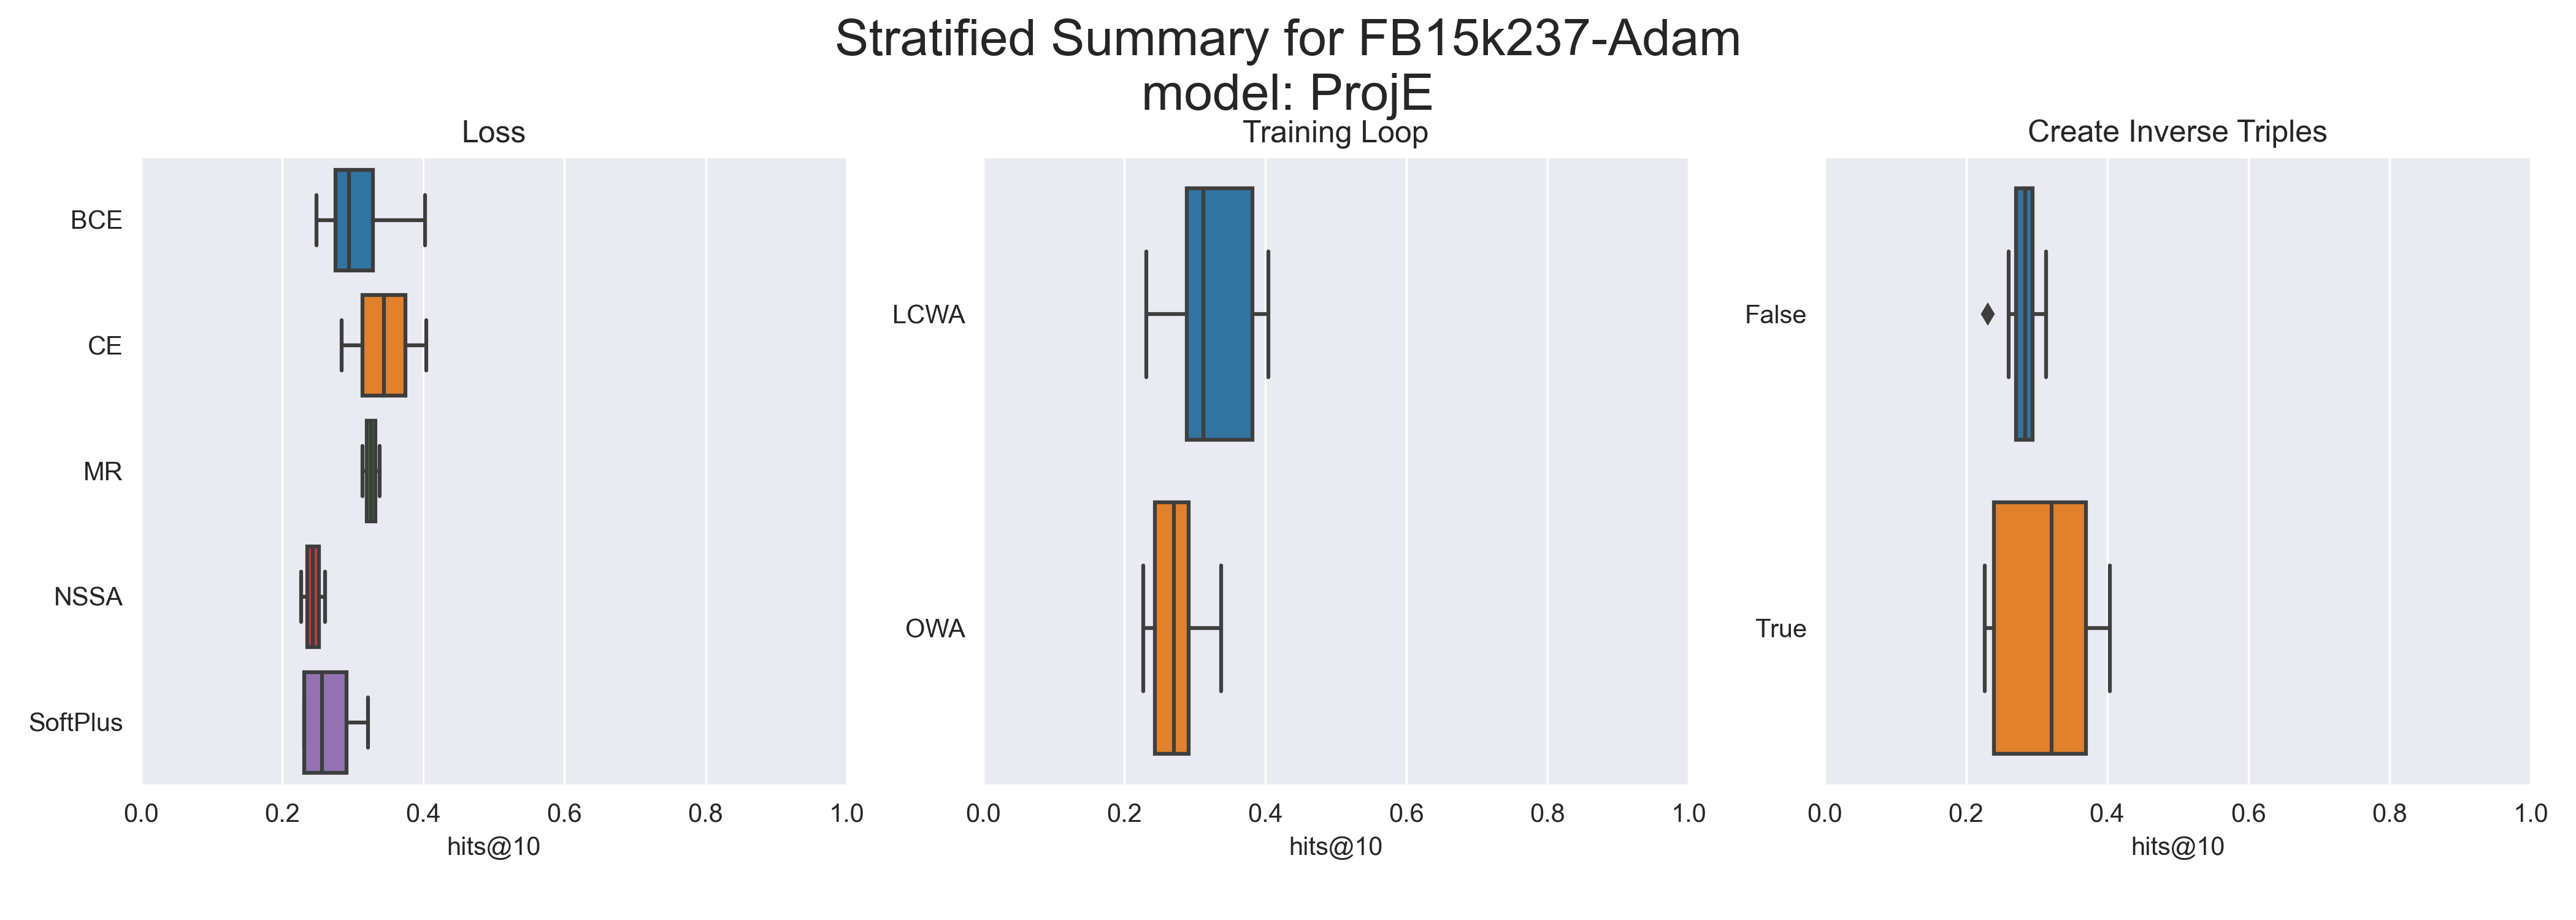 Stratified Summary for FB15k237-Adam
model: ProjE
Loss
BCE
CE
MR
NSSA
SoftPlus
0.0 0.2 0.4 0.6 0.8 1.0
hits@10
Training Loop
LCWA
OWA
0.0 0.2 0.4 0.6 0.8 1.0
hits@10
Create Inverse Triples
False
True
0.0 0.2 0.4 0.6 0.8 1.0
hits@10